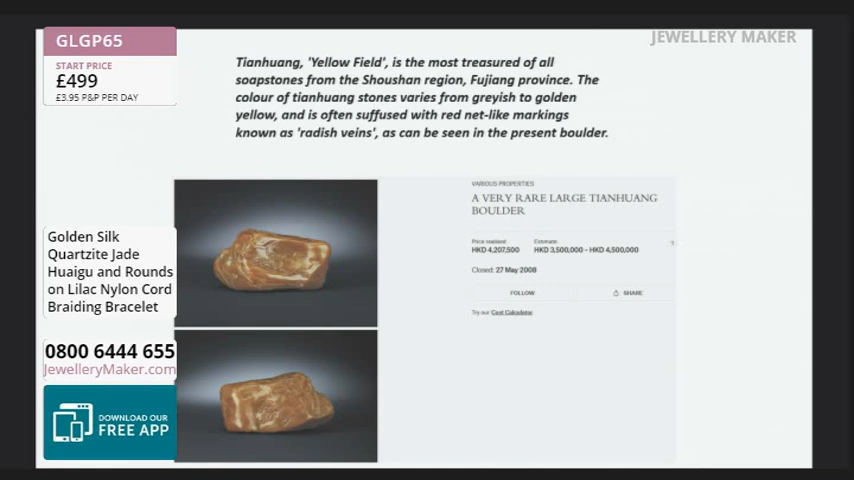 GLGP65
START PRICE
£499
£3.95 P&P PER DAY
JEWELLERY MAKER
Tianhuang, 'Yellow Field', is the most treasured of all
soapstones from the Shoushan region, Fujiang province. The
colour of tianhuang stones varies from greyish to golden
yellow, and is often suffused with red net-like markings
known as 'radish veins', as can be seen in the present boulder.
VARIOUS PROPERTIES
A VERY RARE LARGE TIANHUANG
BOULDER
Price realised Estimate
HKD 4,207,500 HKD 3,500,000 - HKD 4,500,000
Closed: 27 May 2008
FOLLOW SHARE
Try our Cost Calculator
Golden Silk
Quartzite Jade
Huaigu and Rounds
on Lilac Nylon Cord
Braiding Bracelet
0800 6444 655
JewelleryMaker.com
DOWNLOAD OUR
FREE APP